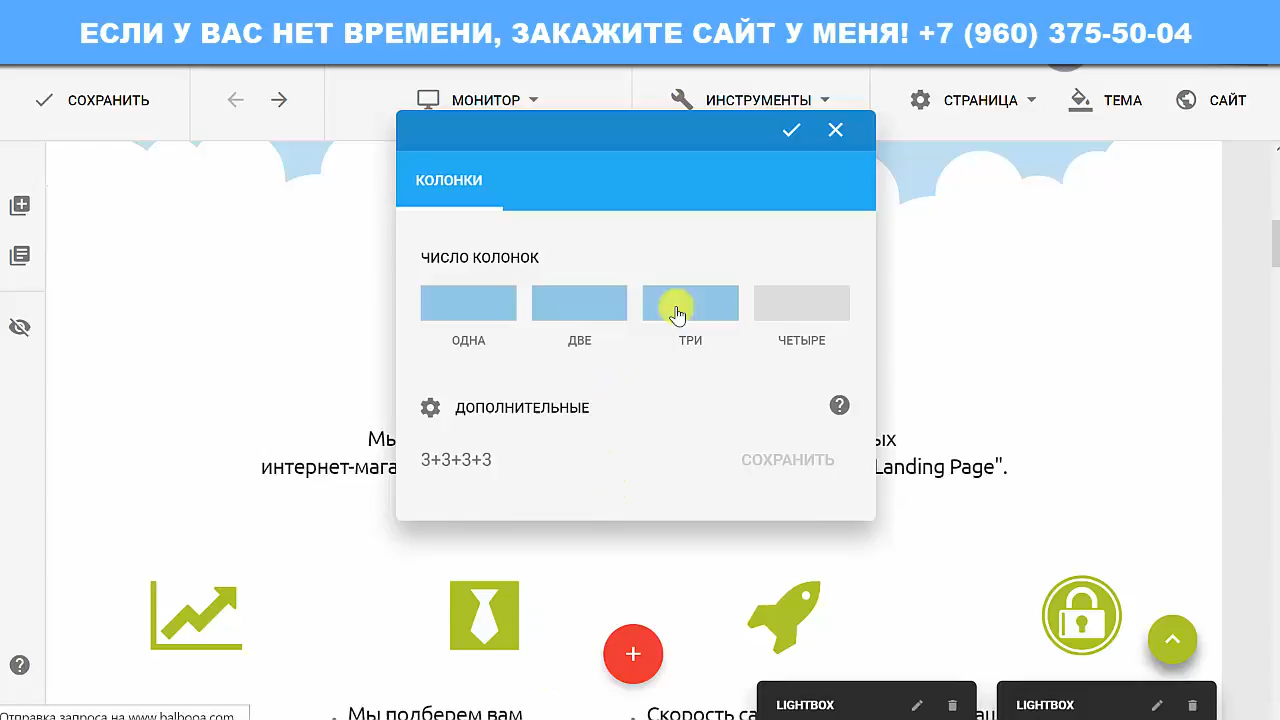 ЕСЛИ У ВАС НЕТ ВРЕМЕНИ, ЗАКАЖИТЕ САЙТ У МЕНЯ! +7 (960) 375-50-04
СОХРАНИТЬ
МОНИТОР
ИНСТРУМЕНТЫ
СТРАНИЦА
ТЕМА
САЙТ
КОЛОНКИ
ЧИСЛО КОЛОНОК
ОДНА
ДВЕ
ТРИ
ЧЕТЫРЕ
ДОПОЛНИТЕЛЬНЫЕ
3+3+3+3
СОХРАНИТЬ
Мы
ых
интернет-мага
Landing Page".
Мы подберем вам
Скорость са
LIGHTBOX
LIGHTBOX
Отправка запроса на www.balbooa.com...